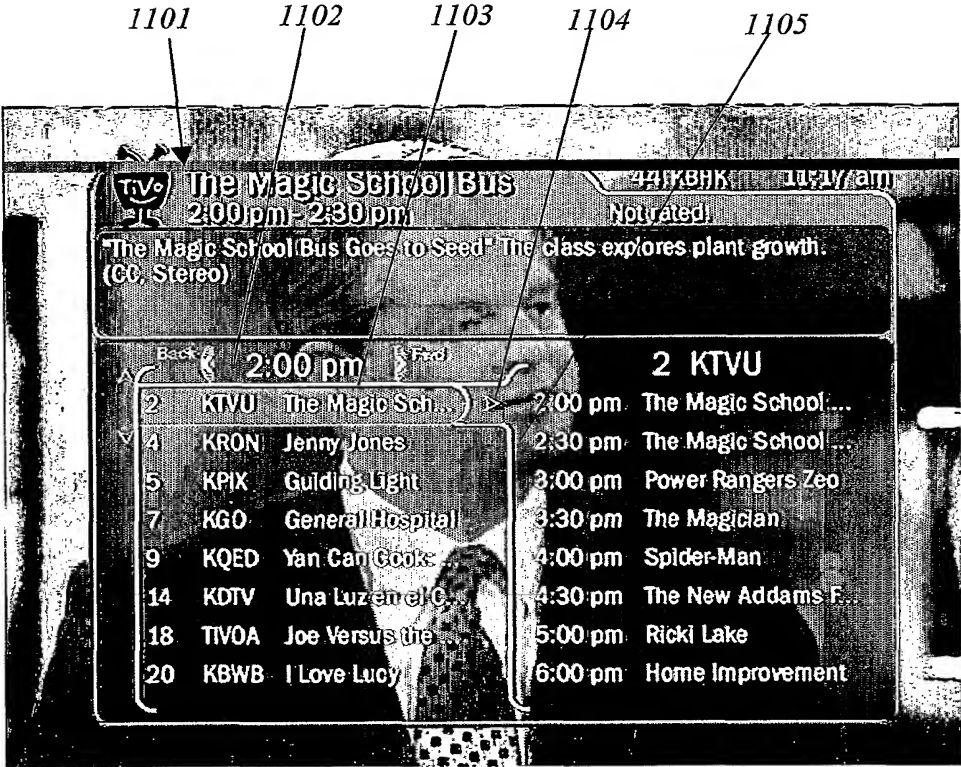 1101 1102 1103 1104 1105
TiVo The Magic School Bus 44 KBHK 11:17 am
2:00 pm - 2:30 pm Not rated.
"The Magic School Bus Goes to Seed" The class explores plant growth.
(CC, Stereo)
Back 2:00 pm Fwd 2 KTVU
2 KTVU The Magic Sch... 2:00 pm The Magic School ...
4 KRON Jenny Jones 2:30 pm The Magic School ...
5 KPIX Guiding Light 3:00 pm Power Rangers Zeo
7 KGO General Hospital 3:30 pm The Magician
9 KQED Yan Can Cook: ... 4:00 pm Spider-Man
14 KDTV Una Luz en el C... 4:30 pm The New Addams F...
18 TIVOA Joe Versus the ... 5:00 pm Ricki Lake
20 KBWB I Love Lucy 6:00 pm Home Improvement